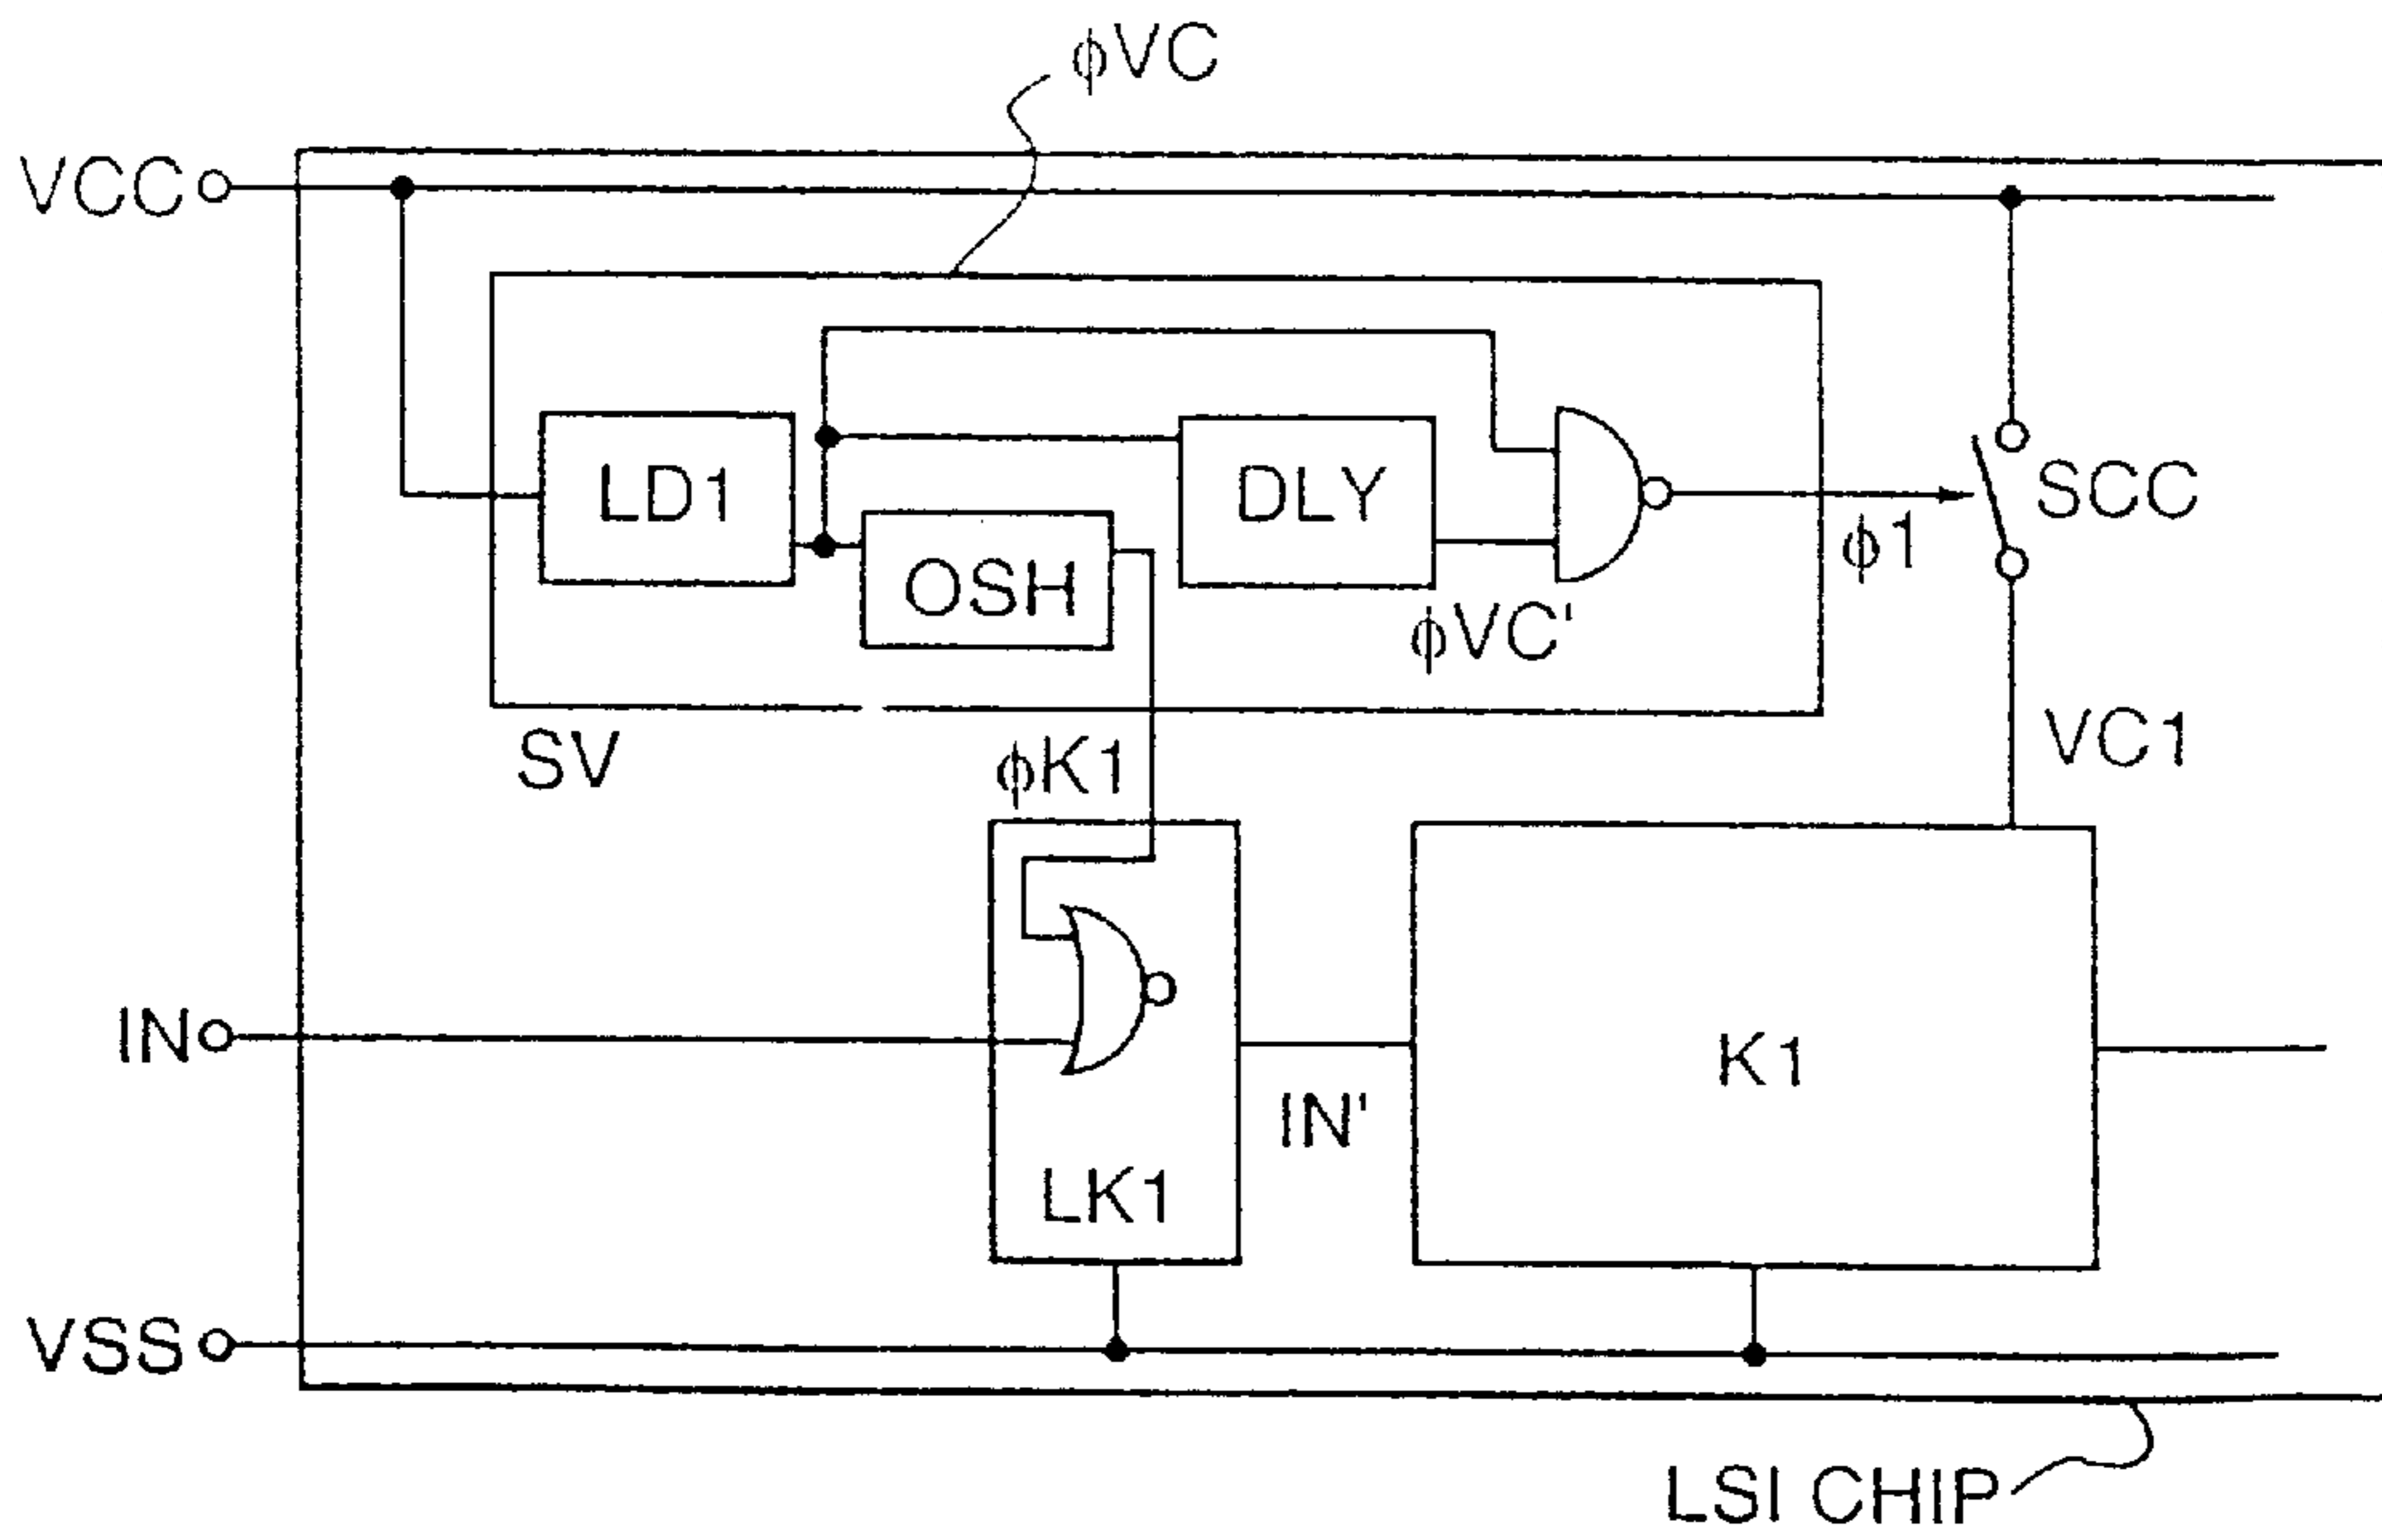 ϕVC
VCC
LD1
DLY
SCC
ϕ1
OSH
ϕVC'
SV
ϕK1
VC1
IN
K1
IN'
LK1
VSS
LSI CHIP